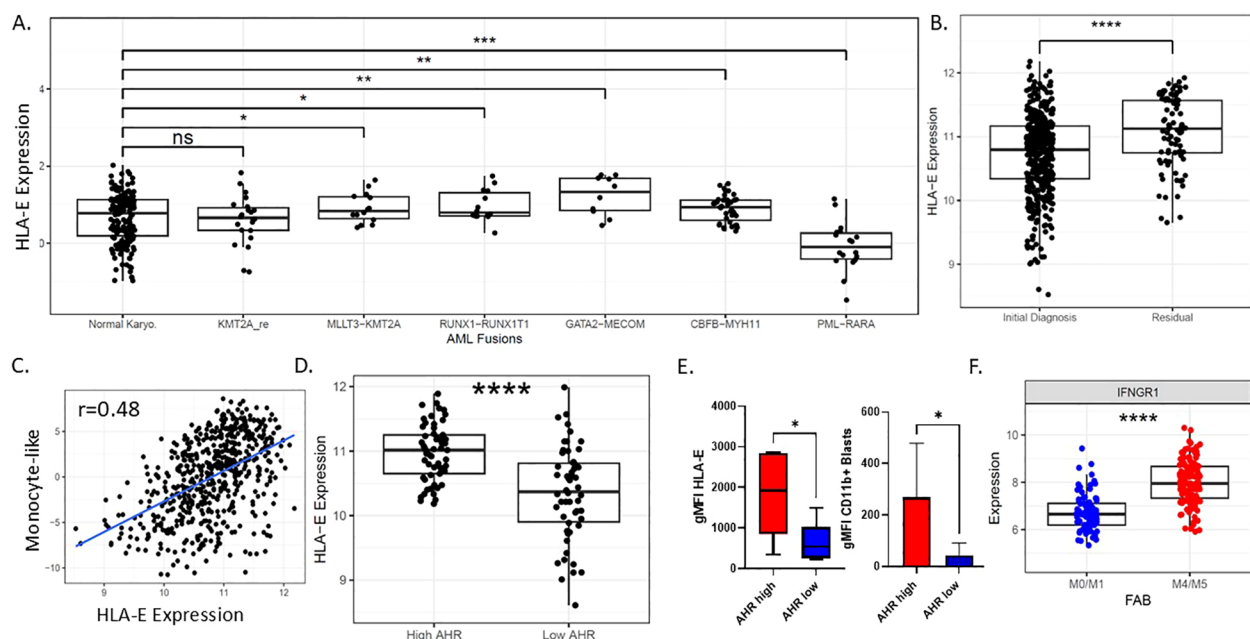 A.
HLA-E Expression
4
2
0
ns
*
*
**
**
***
Normal Karyo.
KMT2A_re
MLLT3-KMT2A
RUNX1-RUNX1T1
GATA2-MECOM
CBFB-MYH11
PML-RARA
AML Fusions
B.
****
HLA-E Expression
12
11
10
9
Initial Diagnosis
Residual
C.
r=0.48
Monocyte-like
5
0
-5
-10
9
10
11
12
HLA-E Expression
D.
****
HLA-E Expression
12
11
10
9
High AHR
Low AHR
E.
*
gMFI HLA-E
4000
3000
2000
1000
0
AHR high
AHR low
*
gMFI CD11b+ Blasts
600
400
200
0
AHR high
AHR low
F.
IFNGR1
****
Expression
10
8
6
M0/M1
M4/M5
FAB